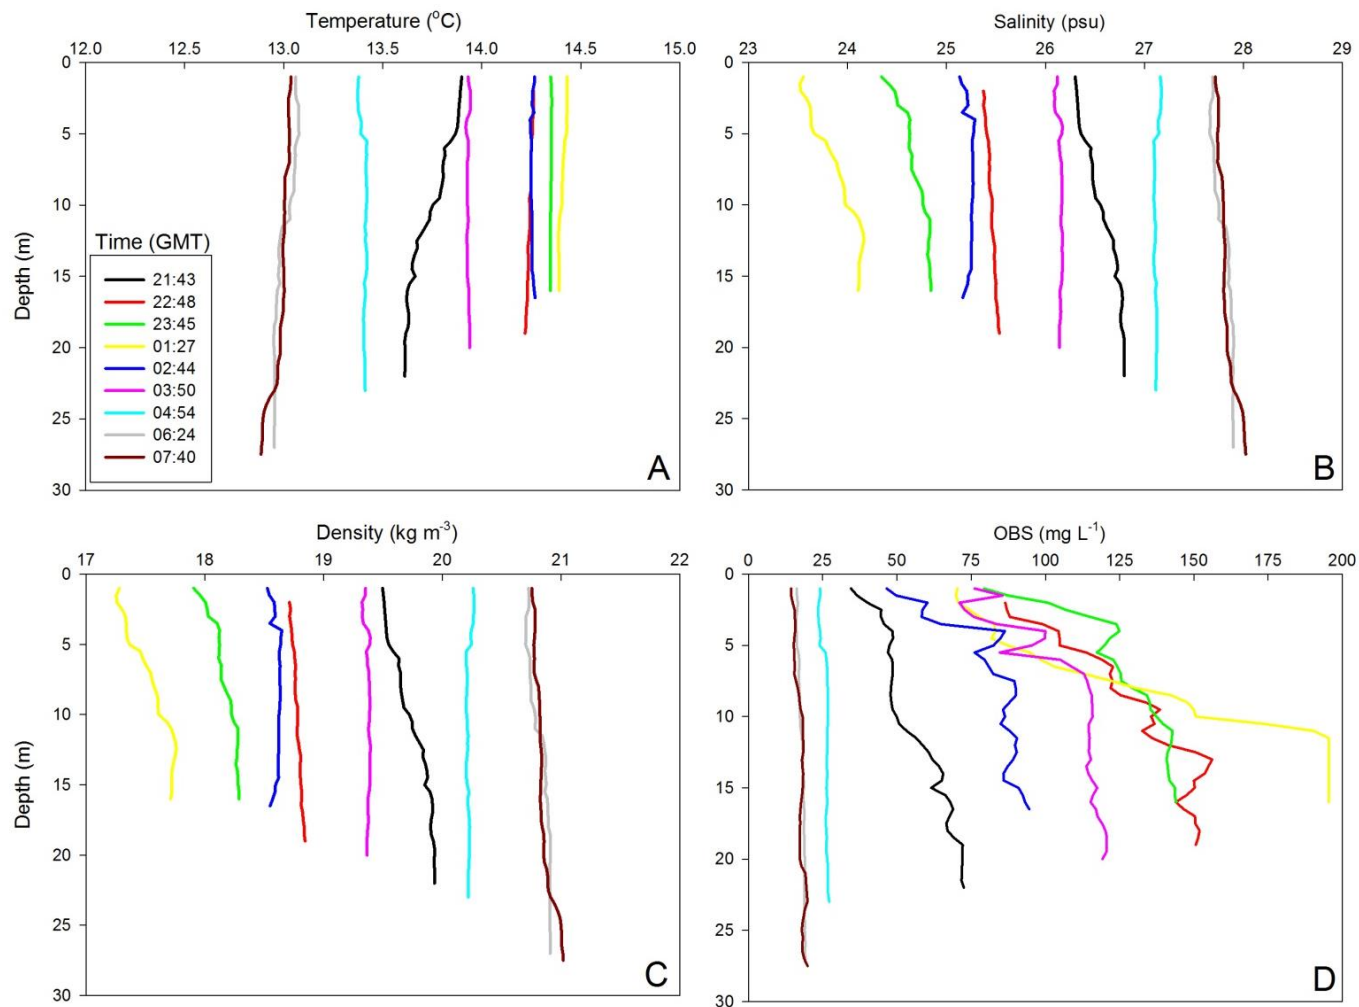 Temperature (°C)
12.0 12.5 13.0 13.5 14.0 14.5 15.0
0
5
10
15
20
25
30
Depth (m)
Time (GMT)
21:43
22:48
23:45
01:27
02:44
03:50
04:54
06:24
07:40
A
Salinity (psu)
23 24 25 26 27 28 29
0
5
10
15
20
25
30
B
Density (kg m⁻³)
17 18 19 20 21 22
0
5
10
15
20
25
30
Depth (m)
C
OBS (mg L⁻¹)
0 25 50 75 100 125 150 175 200
0
5
10
15
20
25
30
D